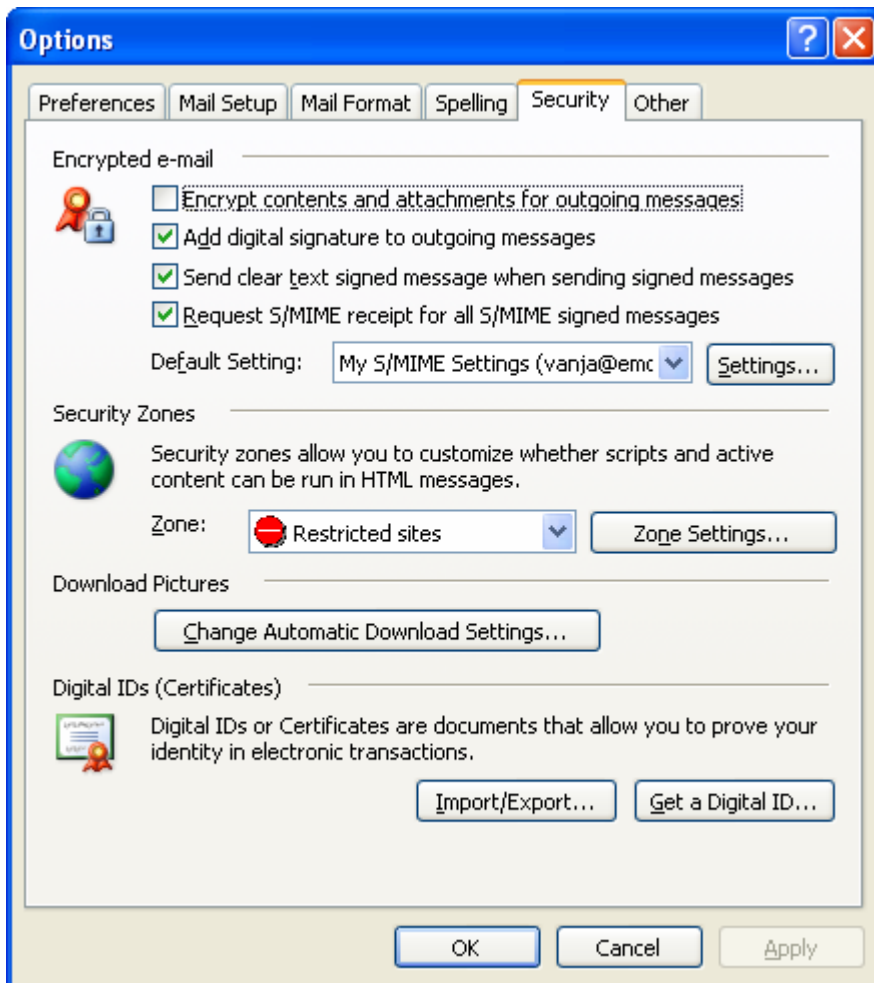 Options
Preferences Mail Setup Mail Format Spelling Security Other
Encrypted e-mail
Encrypt contents and attachments for outgoing messages
Add digital signature to outgoing messages
Send clear text signed message when sending signed messages
Request S/MIME receipt for all S/MIME signed messages
Default Setting: My S/MIME Settings (vanja@emc Settings...
Security Zones
Security zones allow you to customize whether scripts and active
content can be run in HTML messages.
Zone: Restricted sites Zone Settings...
Download Pictures
Change Automatic Download Settings...
Digital IDs (Certificates)
Digital IDs or Certificates are documents that allow you to prove your
identity in electronic transactions.
Import/Export... Get a Digital ID...
OK Cancel Apply